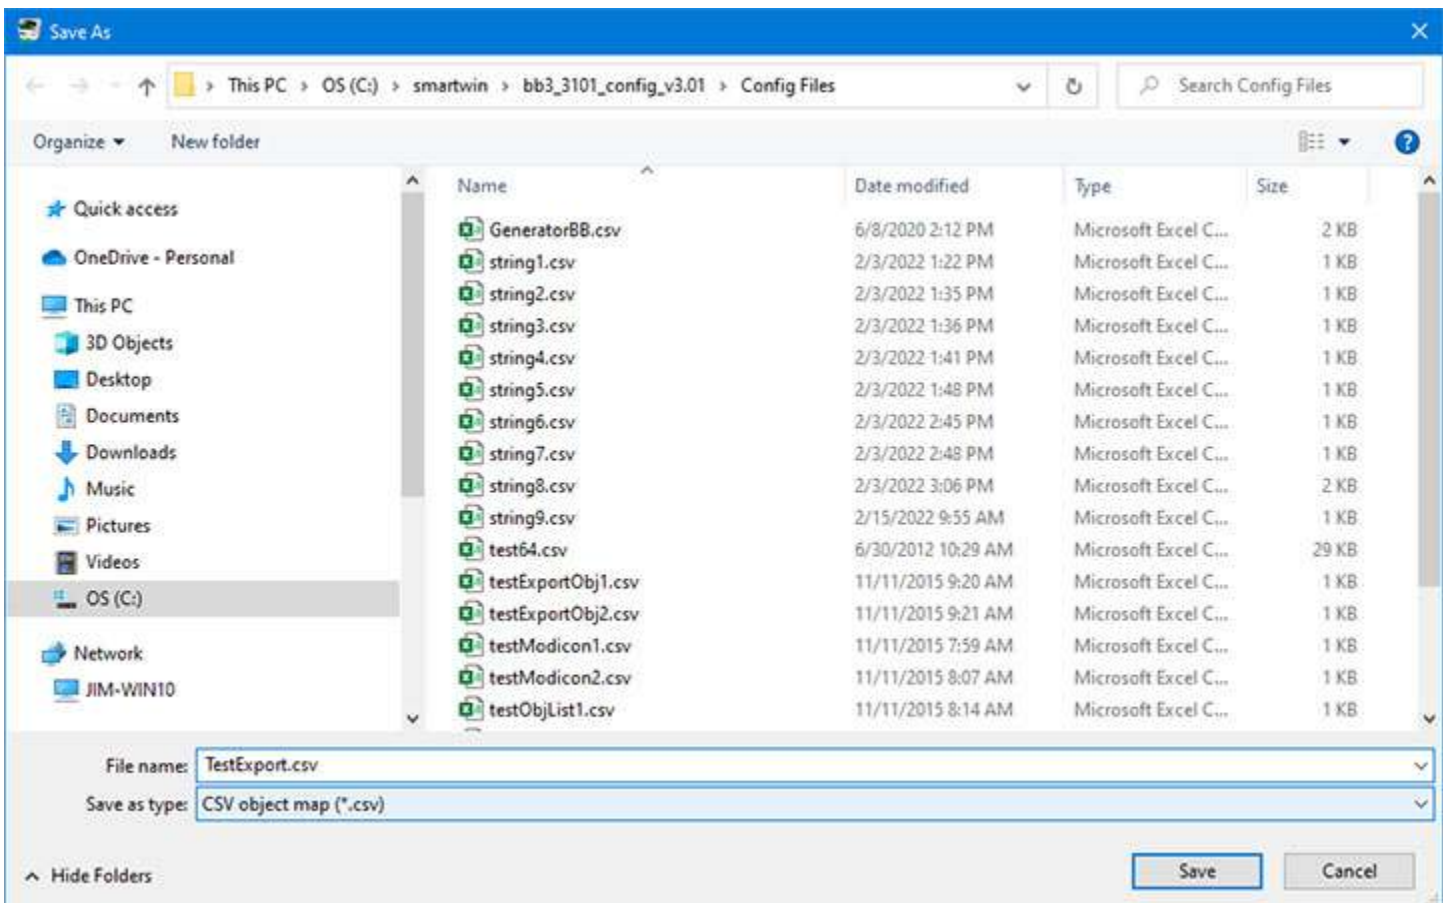 Save As
This PC > OS (C:) > smartwin > bb3_3101_config_v3.01 > Config Files
Search Config Files
Organize
New folder
Name Date modified Type Size
Quick access
OneDrive - Personal
This PC
3D Objects
Desktop
Documents
Downloads
Music
Pictures
Videos
OS (C:)
Network
JIM-WIN10
GeneratorBB.csv 6/8/2020 2:12 PM Microsoft Excel C... 2 KB
string1.csv 2/3/2022 1:22 PM Microsoft Excel C... 1 KB
string2.csv 2/3/2022 1:35 PM Microsoft Excel C... 1 KB
string3.csv 2/3/2022 1:36 PM Microsoft Excel C... 1 KB
string4.csv 2/3/2022 1:41 PM Microsoft Excel C... 1 KB
string5.csv 2/3/2022 1:48 PM Microsoft Excel C... 1 KB
string6.csv 2/3/2022 2:45 PM Microsoft Excel C... 1 KB
string7.csv 2/3/2022 2:48 PM Microsoft Excel C... 1 KB
string8.csv 2/3/2022 3:06 PM Microsoft Excel C... 2 KB
string9.csv 2/15/2022 9:55 AM Microsoft Excel C... 1 KB
test64.csv 6/30/2012 10:29 AM Microsoft Excel C... 29 KB
testExportObj1.csv 11/11/2015 9:20 AM Microsoft Excel C... 1 KB
testExportObj2.csv 11/11/2015 9:21 AM Microsoft Excel C... 1 KB
testModicon1.csv 11/11/2015 7:59 AM Microsoft Excel C... 1 KB
testModicon2.csv 11/11/2015 8:07 AM Microsoft Excel C... 1 KB
testObjList1.csv 11/11/2015 8:14 AM Microsoft Excel C... 1 KB
File name: TestExport.csv
Save as type: CSV object map (*.csv)
Hide Folders
Save
Cancel